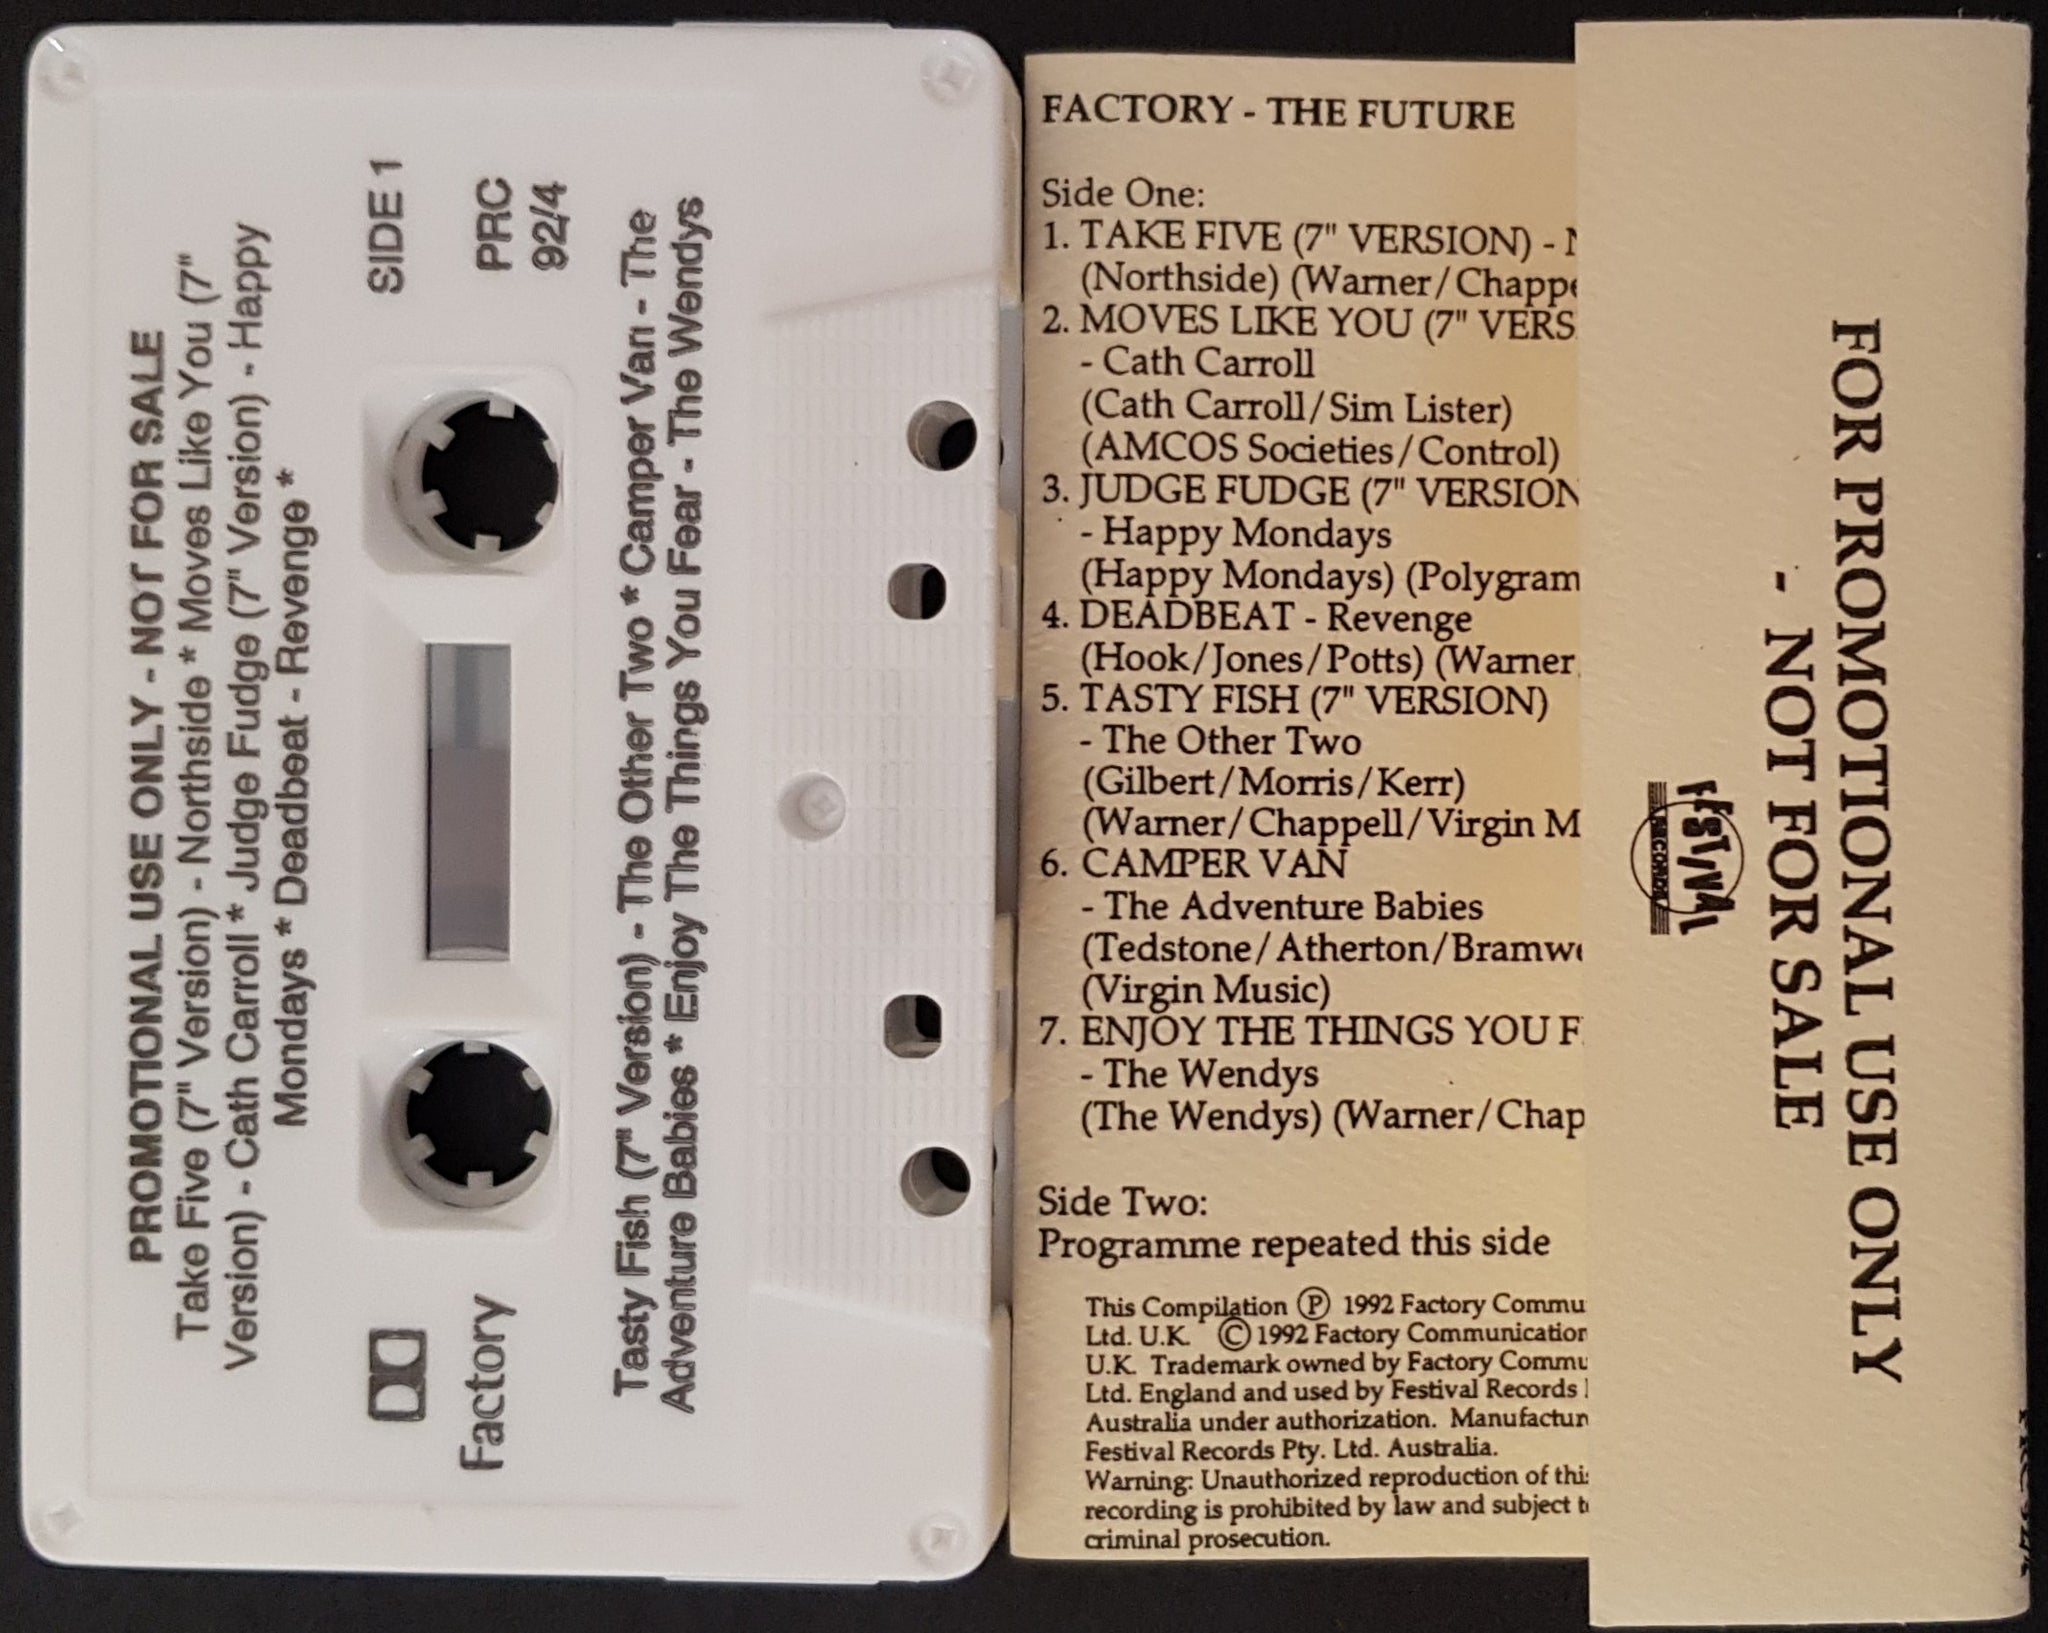 PROMOTIONAL USE ONLY - NOT FOR SALE
Take Five (7" Version) - Northside * Moves Like You (7"
Version) - Cath Carroll * Judge Fudge (7" Version) - Happy
Mondays * Deadbeat - Revenge *
SIDE 1
PRC
92/4
Factory
Tasty Fish (7" Version) - The Other Two * Camper Van - The
Adventure Babies * Enjoy The Things You Fear - The Wendys
FACTORY - THE FUTURE
Side One:
1. TAKE FIVE (7" VERSION) -
(Northside) (Warner/Chappe
2. MOVES LIKE YOU (7" VERS
- Cath Carroll
(Cath Carroll/Sim Lister)
(AMCOS Societies/Control)
3. JUDGE FUDGE (7" VERSION
- Happy Mondays
(Happy Mondays) (Polygram
4. DEADBEAT - Revenge
(Hook/Jones/Potts) (Warner
5. TASTY FISH (7" VERSION)
- The Other Two
(Gilbert/Morris/Kerr)
(Warner/Chappell/Virgin M
6. CAMPER VAN
- The Adventure Babies
(Tedstone/Atherton/Bramwe
(Virgin Music)
7. ENJOY THE THINGS YOU F
- The Wendys
(The Wendys) (Warner/Chap
Side Two:
Programme repeated this side
This Compilation Ⓟ 1992 Factory Commu
Ltd. U.K. © 1992 Factory Communication
U.K. Trademark owned by Factory Commu
Ltd. England and used by Festival Records
Australia under authorization. Manufactur
Festival Records Pty. Ltd. Australia.
Warning: Unauthorized reproduction of this
recording is prohibited by law and subject t
criminal prosecution.
FOR PROMOTIONAL USE ONLY
- NOT FOR SALE
FESTIVAL
RECORDS